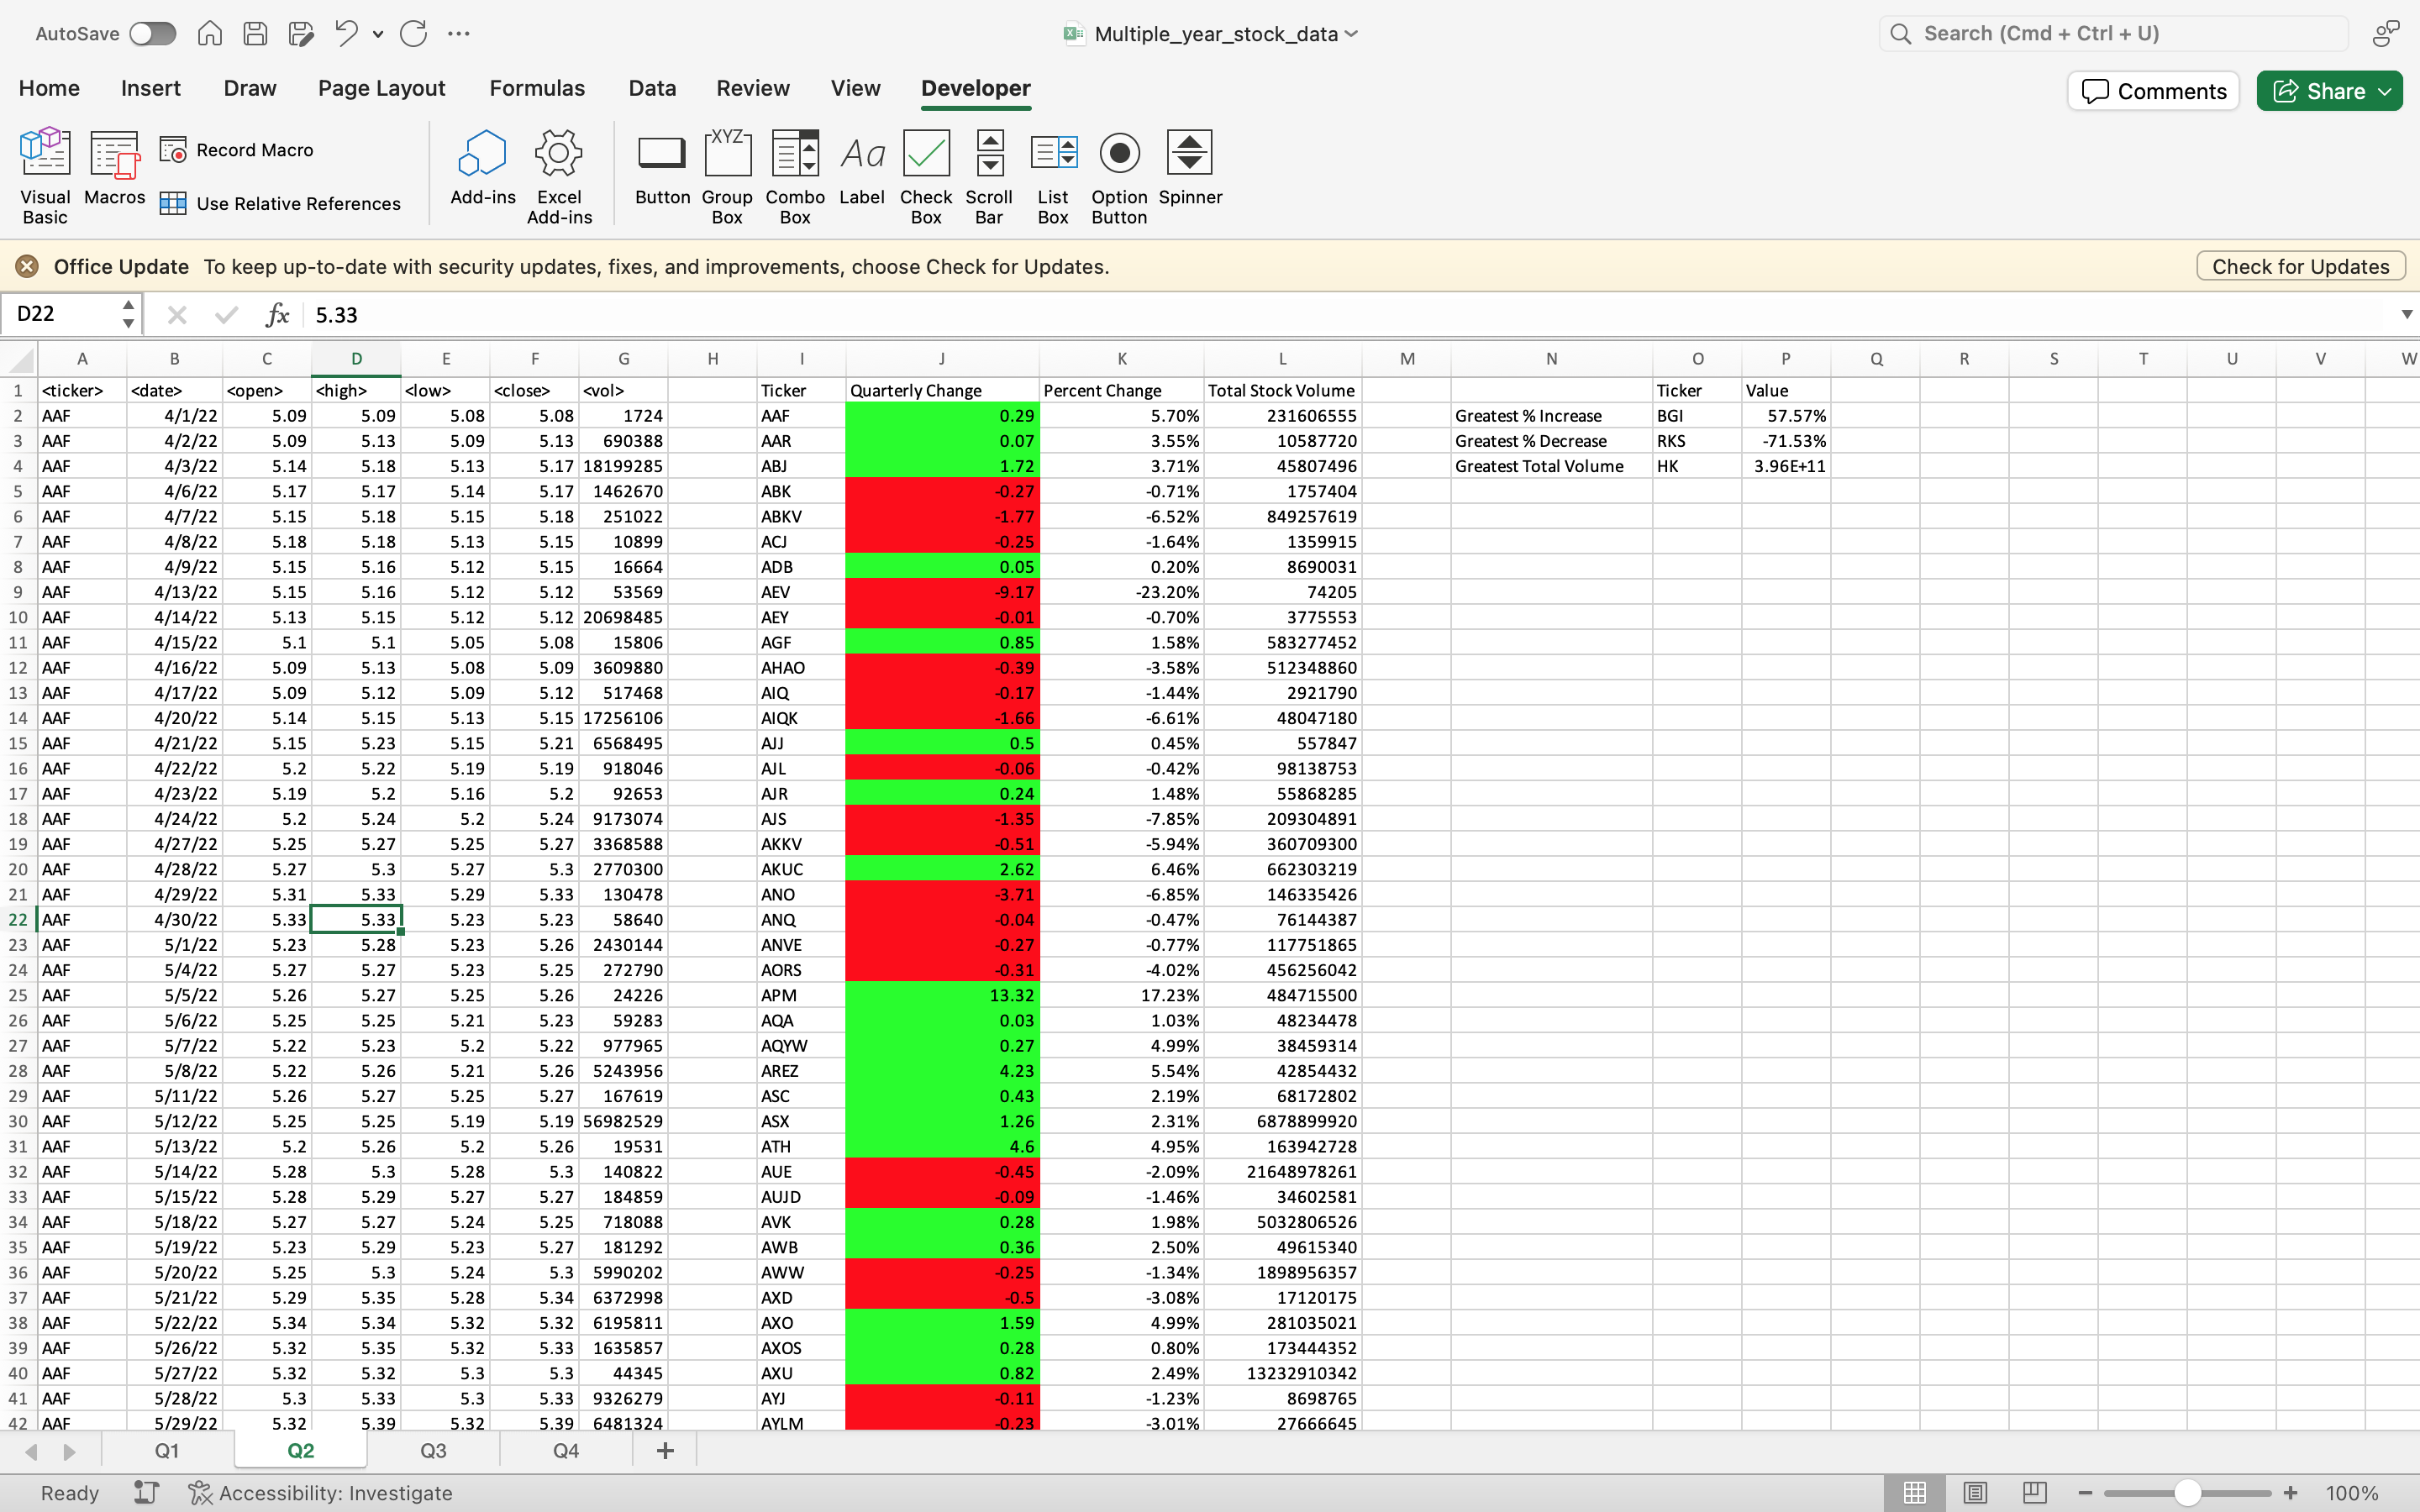 AutoSave
Multiple_year_stock_data
Search (Cmd + Ctrl + U)
Home Insert Draw Page Layout Formulas Data Review View Developer
Comments Share
Visual Basic
Macros
Record Macro
Use Relative References
Add-ins
Excel Add-ins
Button
XYZ
Group Box
Combo Box
Aa
Label
Check Box
Scroll Bar
List Box
Option Button
Spinner
Office Update To keep up-to-date with security updates, fixes, and improvements, choose Check for Updates.
Check for Updates
D22 fx 5.33
A B C D E F G H I J K L M N O P Q R S T U V W
1 <ticker> <date> <open> <high> <low> <close> <vol> Ticker Quarterly Change Percent Change Total Stock Volume Ticker Value
2 AAF 4/1/22 5.09 5.09 5.08 5.08 1724 AAF 0.29 5.70% 231606555 Greatest % Increase BGI 57.57%
3 AAF 4/2/22 5.09 5.13 5.09 5.13 690388 AAR 0.07 3.55% 10587720 Greatest % Decrease RKS -71.53%
4 AAF 4/3/22 5.14 5.18 5.13 5.17 18199285 ABJ 1.72 3.71% 45807496 Greatest Total Volume HK 3.96E+11
5 AAF 4/6/22 5.17 5.17 5.14 5.17 1462670 ABK -0.27 -0.71% 1757404
6 AAF 4/7/22 5.15 5.18 5.15 5.18 251022 ABKV -1.77 -6.52% 849257619
7 AAF 4/8/22 5.18 5.18 5.13 5.15 10899 ACJ -0.25 -1.64% 1359915
8 AAF 4/9/22 5.15 5.16 5.12 5.15 16664 ADB 0.05 0.20% 8690031
9 AAF 4/13/22 5.15 5.16 5.12 5.12 53569 AEV -9.17 -23.20% 74205
10 AAF 4/14/22 5.13 5.15 5.12 5.12 20698485 AEY -0.01 -0.70% 3775553
11 AAF 4/15/22 5.1 5.1 5.05 5.08 15806 AGF 0.85 1.58% 583277452
12 AAF 4/16/22 5.09 5.13 5.08 5.09 3609880 AHAO -0.39 -3.58% 512348860
13 AAF 4/17/22 5.09 5.12 5.09 5.12 517468 AIQ -0.17 -1.44% 2921790
14 AAF 4/20/22 5.14 5.15 5.13 5.15 17256106 AIQK -1.66 -6.61% 48047180
15 AAF 4/21/22 5.15 5.23 5.15 5.21 6568495 AJJ 0.5 0.45% 557847
16 AAF 4/22/22 5.2 5.22 5.19 5.19 918046 AJL -0.06 -0.42% 98138753
17 AAF 4/23/22 5.19 5.2 5.16 5.2 92653 AJR 0.24 1.48% 55868285
18 AAF 4/24/22 5.2 5.24 5.2 5.24 9173074 AJS -1.35 -7.85% 209304891
19 AAF 4/27/22 5.25 5.27 5.25 5.27 3368588 AKKV -0.51 -5.94% 360709300
20 AAF 4/28/22 5.27 5.3 5.27 5.3 2770300 AKUC 2.62 6.46% 662303219
21 AAF 4/29/22 5.31 5.33 5.29 5.33 130478 ANO -3.71 -6.85% 146335426
22 AAF 4/30/22 5.33 5.33 5.23 5.23 58640 ANQ -0.04 -0.47% 76144387
23 AAF 5/1/22 5.23 5.28 5.23 5.26 2430144 ANVE -0.27 -0.77% 117751865
24 AAF 5/4/22 5.27 5.27 5.23 5.25 272790 AORS -0.31 -4.02% 456256042
25 AAF 5/5/22 5.26 5.27 5.25 5.26 24226 APM 13.32 17.23% 484715500
26 AAF 5/6/22 5.25 5.25 5.21 5.23 59283 AQA 0.03 1.03% 48234478
27 AAF 5/7/22 5.22 5.23 5.2 5.22 977965 AQYW 0.27 4.99% 38459314
28 AAF 5/8/22 5.22 5.26 5.21 5.26 5243956 AREZ 4.23 5.54% 42854432
29 AAF 5/11/22 5.26 5.27 5.25 5.27 167619 ASC 0.43 2.19% 68172802
30 AAF 5/12/22 5.25 5.25 5.19 5.19 56982529 ASX 1.26 2.31% 6878899920
31 AAF 5/13/22 5.2 5.26 5.2 5.26 19531 ATH 4.6 4.95% 163942728
32 AAF 5/14/22 5.28 5.3 5.28 5.3 140822 AUE -0.45 -2.09% 21648978261
33 AAF 5/15/22 5.28 5.29 5.27 5.27 184859 AUJD -0.09 -1.46% 34602581
34 AAF 5/18/22 5.27 5.27 5.24 5.25 718088 AVK 0.28 1.98% 5032806526
35 AAF 5/19/22 5.23 5.29 5.23 5.27 181292 AWB 0.36 2.50% 49615340
36 AAF 5/20/22 5.25 5.3 5.24 5.3 5990202 AWW -0.25 -1.34% 1898956357
37 AAF 5/21/22 5.29 5.35 5.28 5.34 6372998 AXD -0.5 -3.08% 17120175
38 AAF 5/22/22 5.34 5.34 5.32 5.32 6195811 AXO 1.59 4.99% 281035021
39 AAF 5/26/22 5.32 5.35 5.32 5.33 1635857 AXOS 0.28 0.80% 173444352
40 AAF 5/27/22 5.32 5.32 5.3 5.3 44345 AXU 0.82 2.49% 13232910342
41 AAF 5/28/22 5.3 5.33 5.3 5.33 9326279 AYJ -0.11 -1.23% 8698765
42 AAF 5/29/22 5.32 5.39 5.32 5.39 6481324 AYLM -0.23 -3.01% 27666645
Q1 Q2 Q3 Q4 +
Ready Accessibility: Investigate 100%